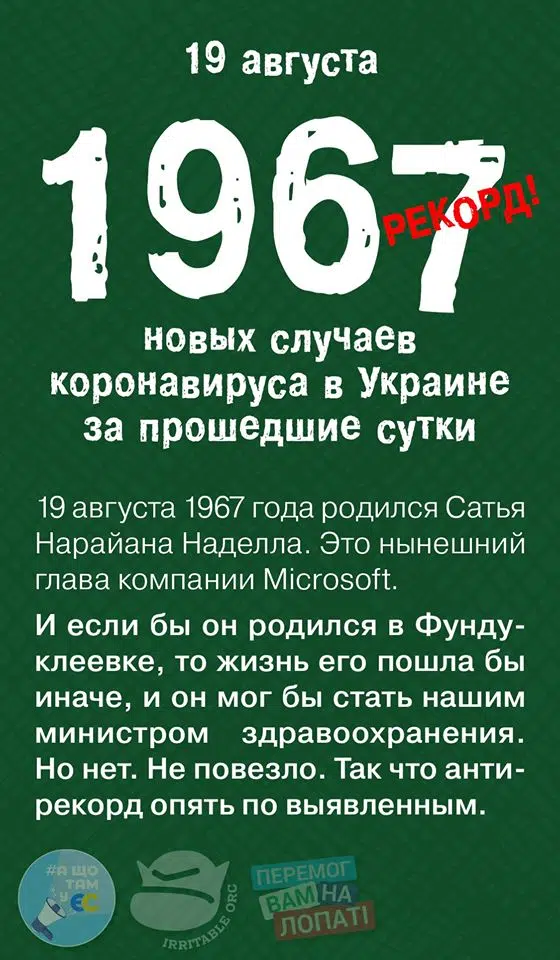 19 августа
1967
РЕКОРД!
новых случаев
коронавируса в Украине
за прошедшие сутки
19 августа 1967 года родился Сатья
Нарайана Наделла. Это нынешний
глава компании Microsoft.
И если бы он родился в Фунду-
клеевке, то жизнь его пошла бы
иначе, и он мог бы стать нашим
министром здравоохранения.
Но нет. Не повезло. Так что анти-
рекорд опять по выявленным.
#А ЩО
ТАМ
У ЄС
IRRITABLE ORC
ПЕРЕМОГ
ВАМ НА
ЛОПАТІ